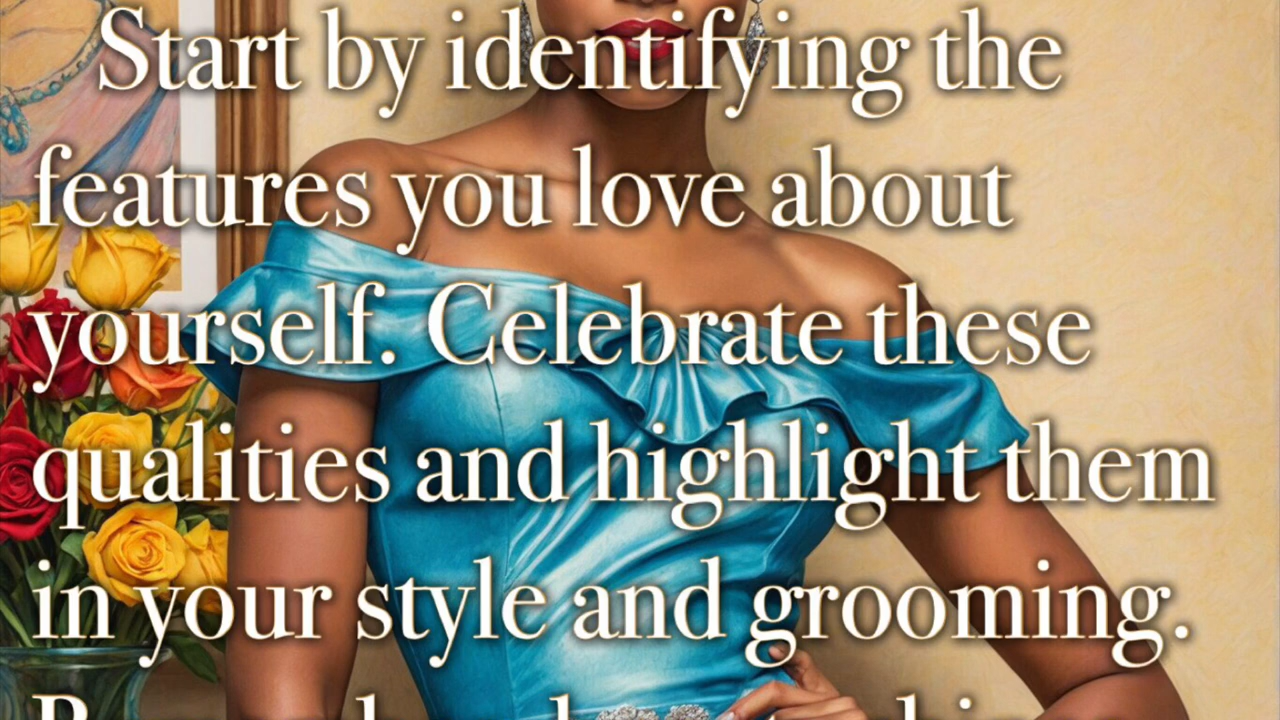 Start by identifying the
features you love about
yourself. Celebrate these
qualities and highlight them
in your style and grooming.